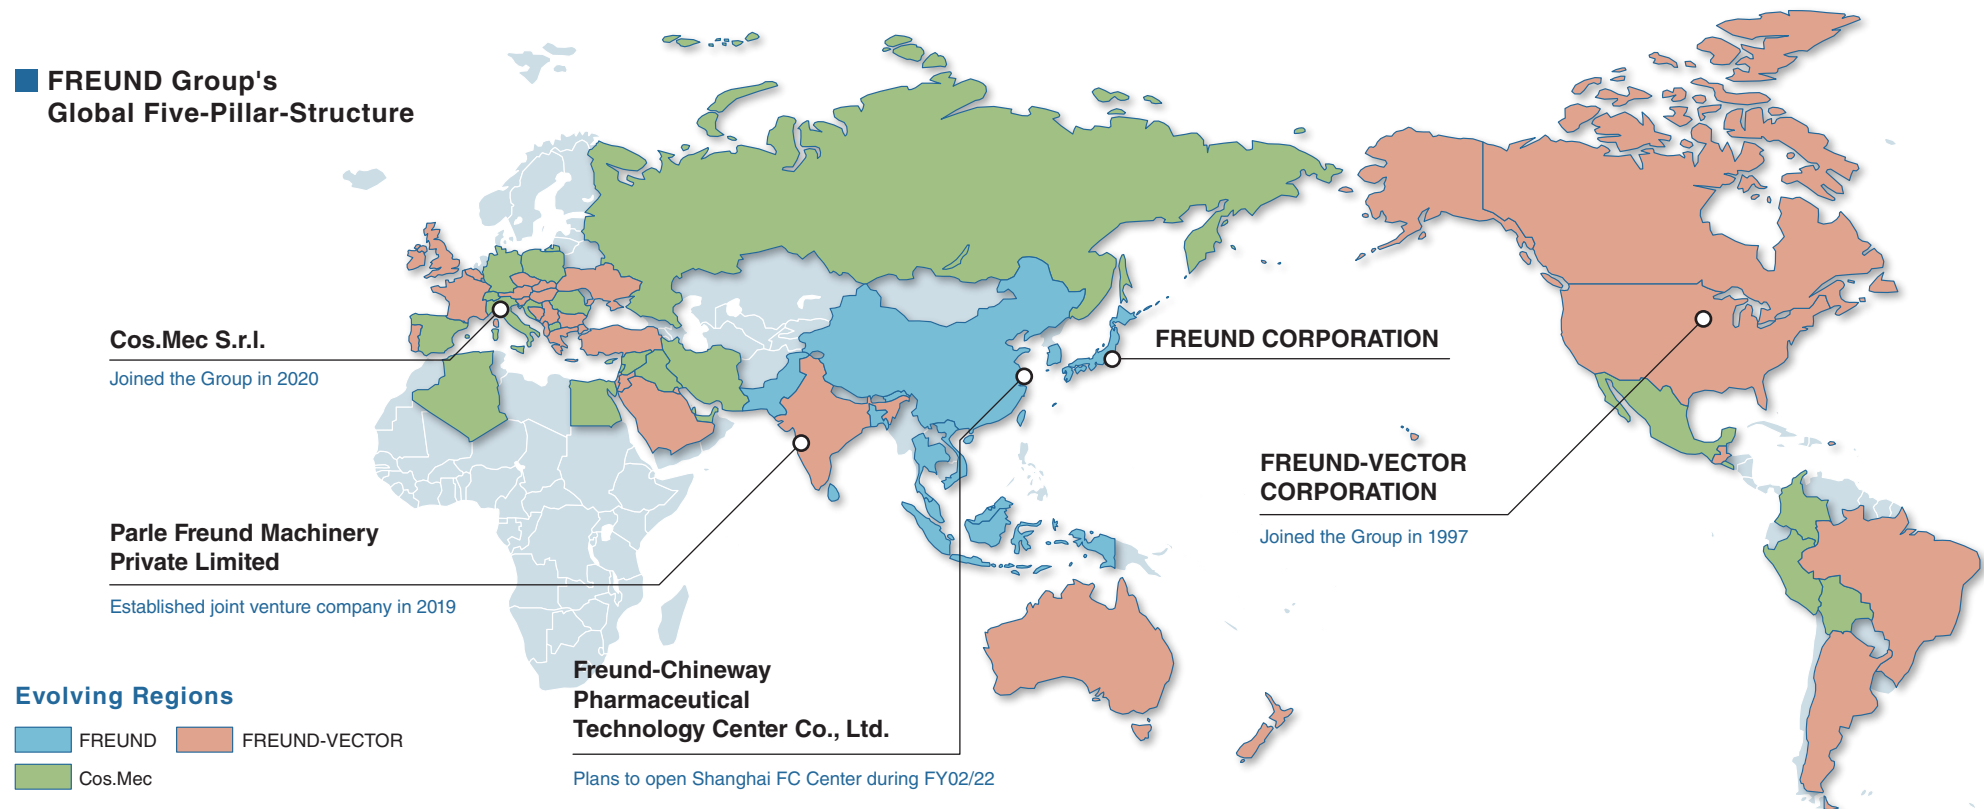 FREUND Group's
Global Five-Pillar-Structure
Cos.Mec S.r.l.
Joined the Group in 2020
FREUND CORPORATION
FREUND-VECTOR
CORPORATION
Joined the Group in 1997
Parle Freund Machinery
Private Limited
Established joint venture company in 2019
Freund-Chineway
Pharmaceutical
Technology Center Co., Ltd.
Plans to open Shanghai FC Center during FY02/22
Evolving Regions
FREUND
FREUND-VECTOR
Cos.Mec